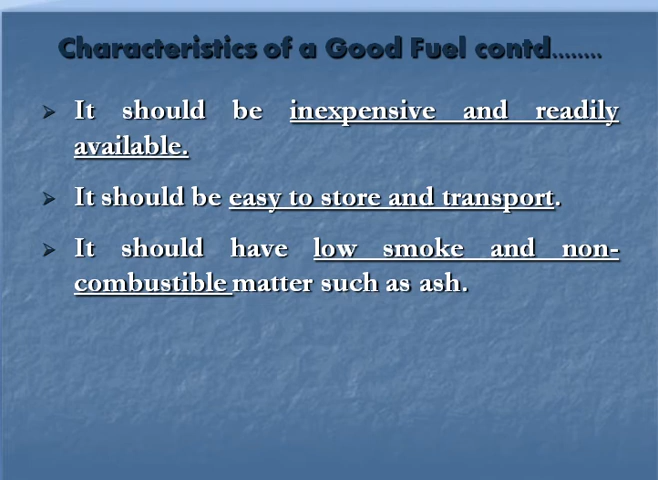 Characteristics of a Good Fuel contd........
It should be inexpensive and readily
available.
It should be easy to store and transport.
It should have low smoke and non-
combustible matter such as ash.